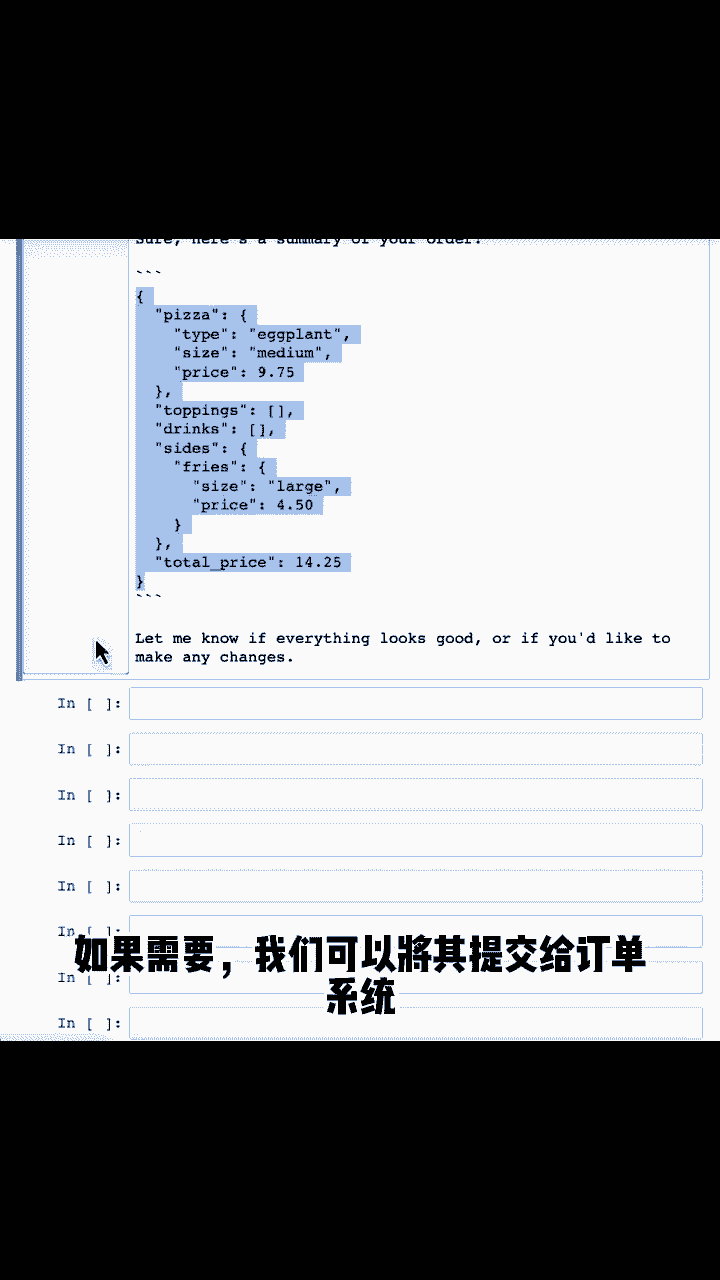 Sure, here's a summary of your order:
```
{
  "pizza": {
    "type": "eggplant",
    "size": "medium",
    "price": 9.75
  },
  "toppings": [],
  "drinks": [],
  "sides": {
    "fries": {
      "size": "large",
      "price": 4.50
    }
  },
  "total_price": 14.25
}
```
Let me know if everything looks good, or if you'd like to
make any changes.
In [ ]:
In [ ]:
In [ ]:
In [ ]:
In [ ]:
In [ ]:
如果需要，我们可以將其提交给订单
系统
In [ ]:
In [ ]: